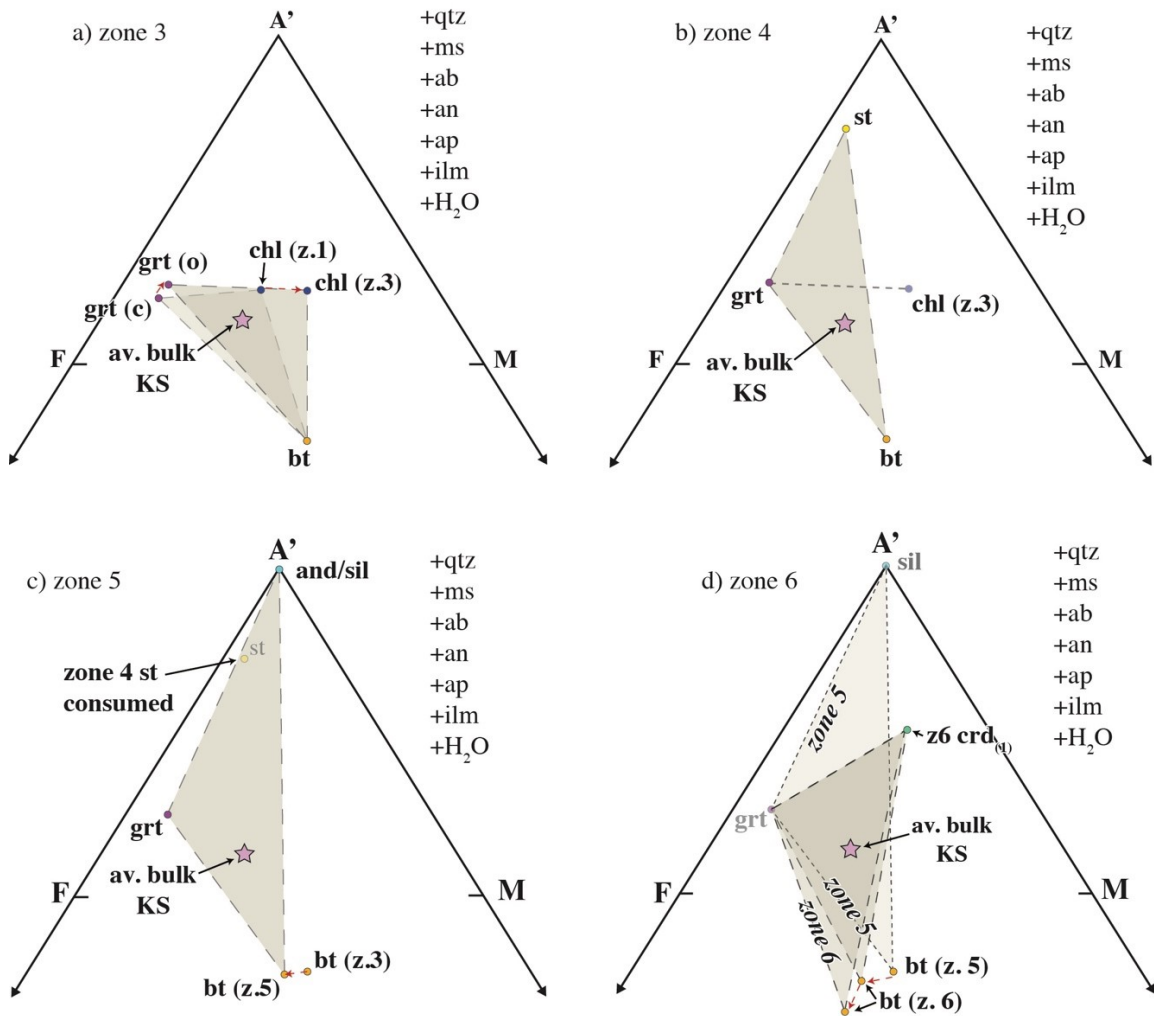 a) zone 3
A'
+qtz
+ms
+ab
+an
+ap
+ilm
+H₂O
grt (o)
chl (z.1)
grt (c)
chl (z.3)
F
av. bulk
KS
M
bt
b) zone 4
A'
+qtz
+ms
+ab
+an
+ap
+ilm
+H₂O
st
grt
chl (z.3)
F
av. bulk
KS
M
bt
c) zone 5
A'
and/sil
+qtz
+ms
+ab
+an
+ap
+ilm
+H₂O
st
zone 4 st
consumed
grt
av. bulk
KS
F
M
bt (z.3)
bt (z.5)
d) zone 6
A'
sil
+qtz
+ms
+ab
+an
+ap
+ilm
+H₂O
zone 5
z6 crd(1)
grt
av. bulk
KS
F
M
zone 5
zone 6
bt (z. 5)
bt (z. 6)